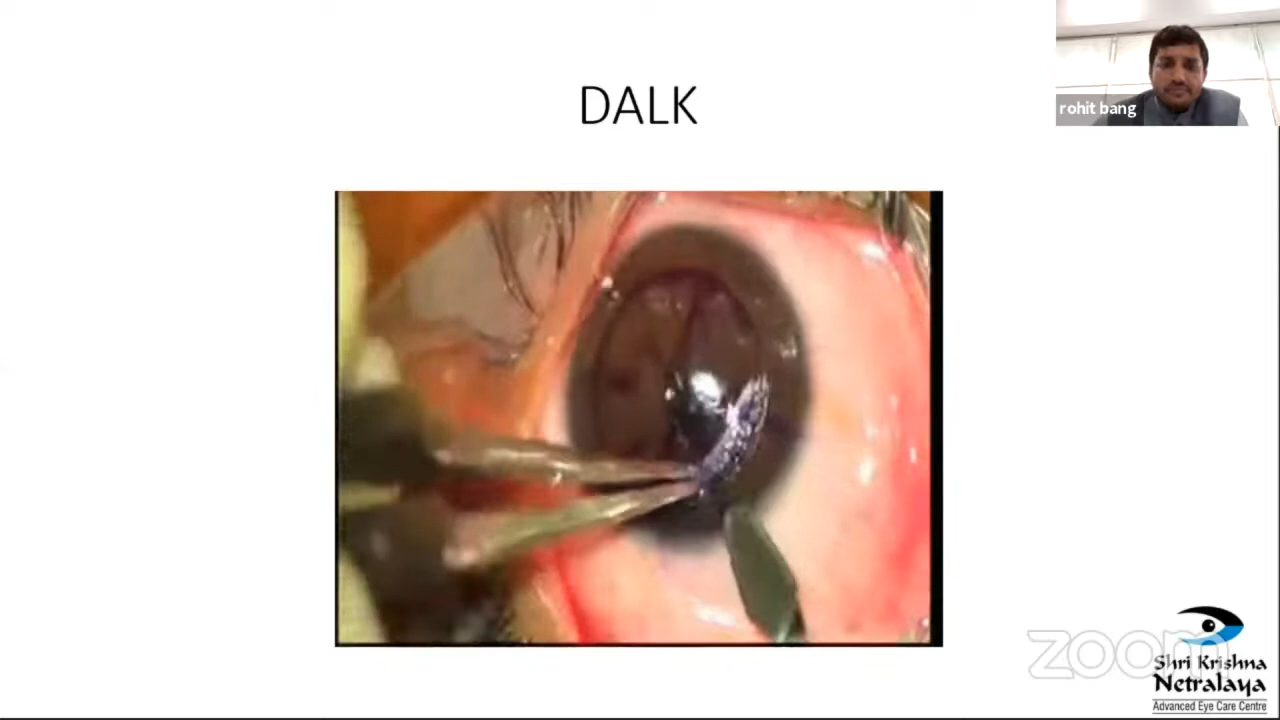 DALK
rohit bang
zoom
Shri Krishna
Netralaya
Advanced Eye Care Centre